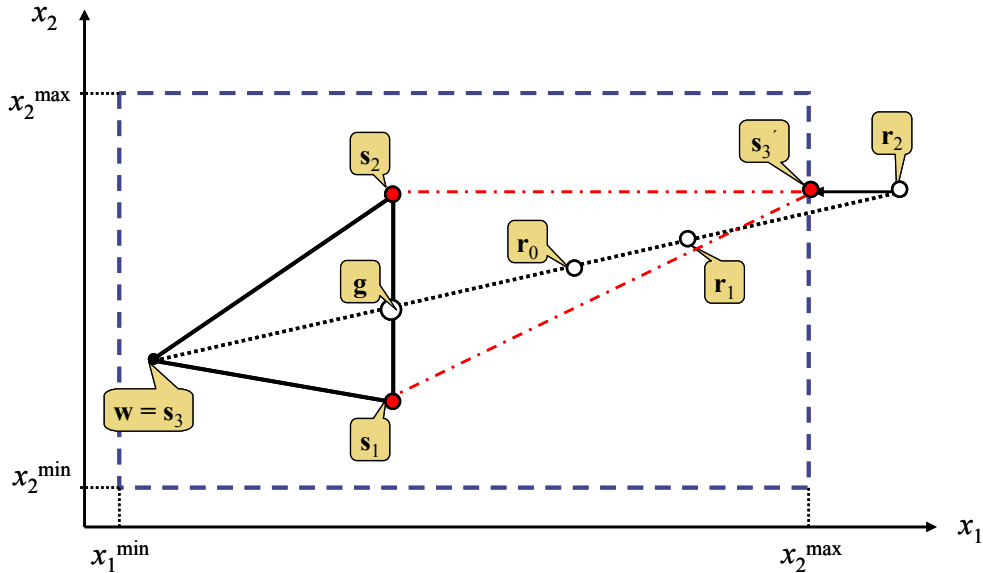 x₂
x₂ᵐᵃˣ
s₂
s₃´
r₂
r₀
g
r₁
w = s₃
s₁
x₂ᵐⁱⁿ
x₁ᵐⁱⁿ
x₂ᵐᵃˣ
x₁